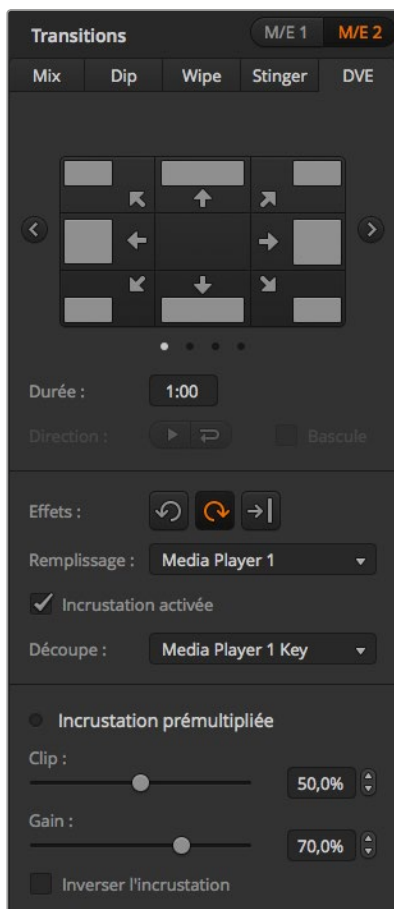 Transitions M/E 1 M/E 2
Mix Dip Wipe Stinger DVE
Durée : 1:00
Direction : Bascule
Effets :
Remplissage : Media Player 1
Incrustation activée
Découpe : Media Player 1 Key
Incrustation prémultipliée
Clip :
50,0%
Gain :
70,0%
Inverser l'incrustation